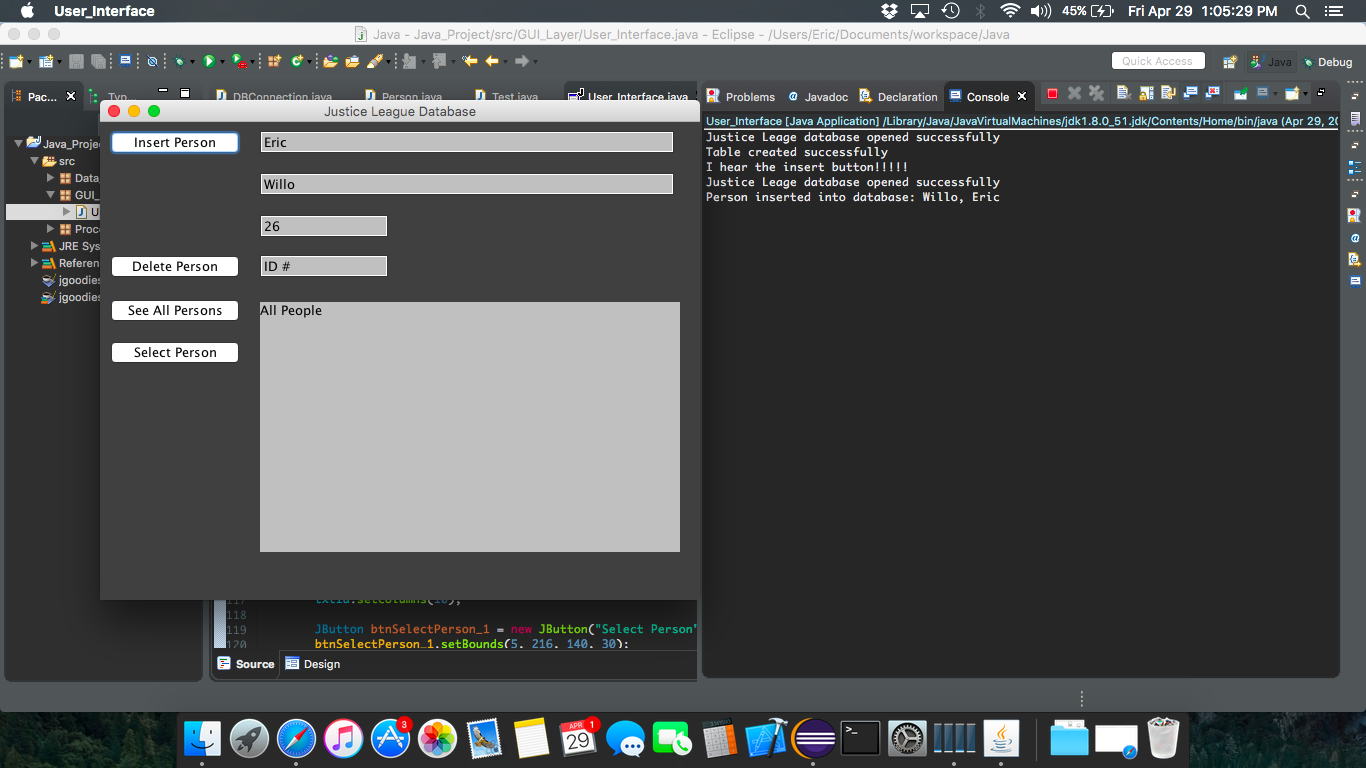 User_Interface
45%
Fri Apr 29 1:05:29 PM
Java - Java_Project/src/GUI_Layer/User_Interface.java - Eclipse - /Users/Eric/Documents/workspace/Java
Quick Access
Java
Debug
Pac...
Typ...
DBConnection.java
Person.java
Test.java
User_Interface.java
Problems
Javadoc
Declaration
Console
Justice League Database
Insert Person
Eric
Willo
26
Delete Person
ID #
See All Persons
All People
Select Person
Java_Proje
src
Data_
GUI_
U
Proc
JRE Sys
Referen
jgoodies
jgoodies
User_Interface [Java Application] /Library/Java/JavaVirtualMachines/jdk1.8.0_51.jdk/Contents/Home/bin/java (Apr 29, 20
Justice Leage database opened successfully
Table created successfully
I hear the insert button!!!!!
Justice Leage database opened successfully
Person inserted into database: Willo, Eric
117
118
119 JButton btnSelectPerson_1 = new JButton("Select Person"
120 btnSelectPerson_1.setBounds(5, 216, 140, 30);
Source
Design
3
APR
29
1